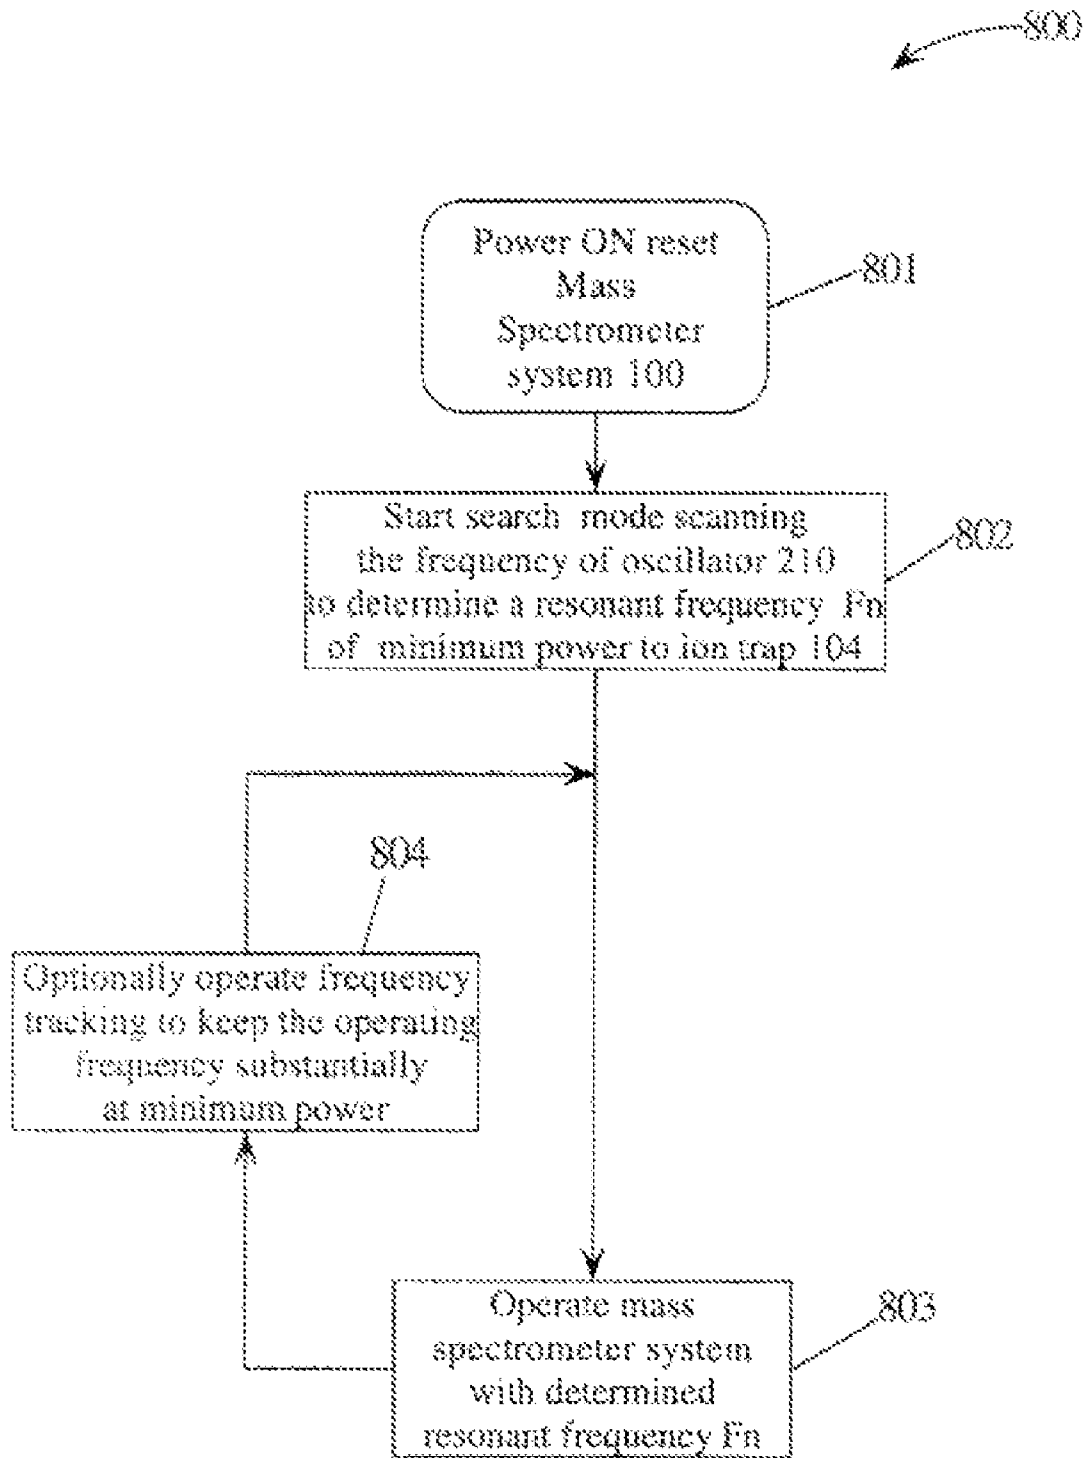 800
Power ON reset
Mass
Spectrometer
system 100
801
Start search mode scanning
the frequency of oscillator 210
to determine a resonant frequency Fn
of minimum power to ion trap 104
802
804
Optionally operate frequency
tracking to keep the operating
frequency substantially
at minimum power
Operate mass
spectrometer system
with determined
resonant frequency Fn
803